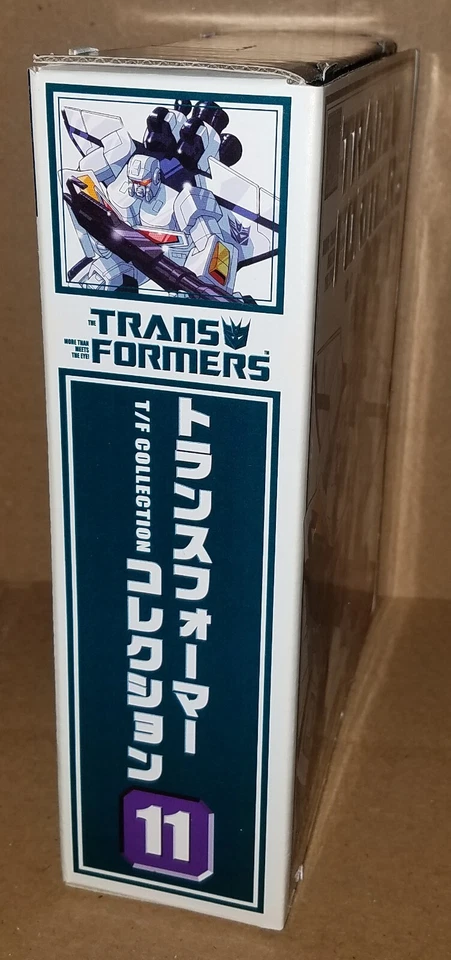 THE
TRANS
MORE THAN
MEETS
THE EYE!
FORMERS
TM
トランスフォーマー
T/F COLLECTION コレクション
11